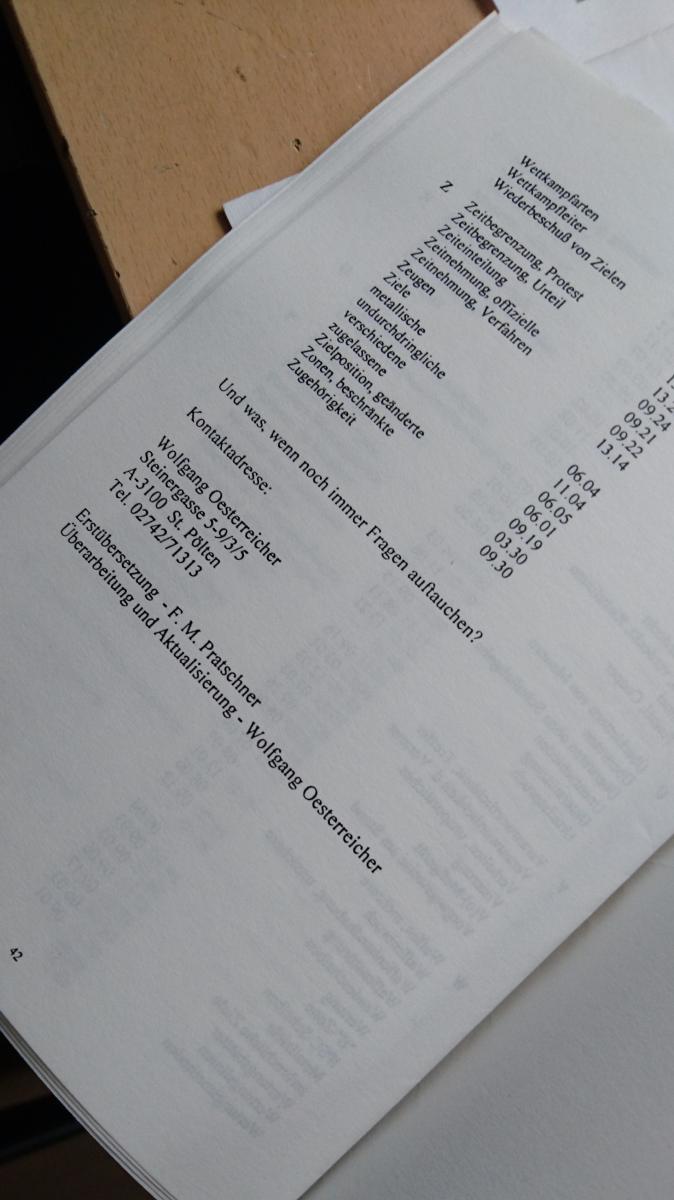 Wettkampfarten
Wettkampfleiter
Wiederbeschuß von Zielen
Z
Zeitbegrenzung, Protest
Zeitbegrenzung, Urteil 13.2
Zeiteinteilung 09.24
Zeitnehmung, offizielle 09.21
Zeitnehmung, Verfahren 09.22
Zeugen 13.14
Ziele
metallische 06.04
undurchdringliche 11.04
verschiedene 06.05
zugelassene 06.01
Zielposition, geänderte 09.19
Zonen, beschränkte 03.30
Zugehörigkeit 09.30
Und was, wenn noch immer Fragen auftauchen?
Kontaktadresse:
Wolfgang Oesterreicher
Steinergasse 5-9/3/5
A-3100 St. Pölten
Tel. 02742/71313
Erstübersetzung - F. M. Pratschner
Überarbeitung und Aktualisierung - Wolfgang Oesterreicher
42